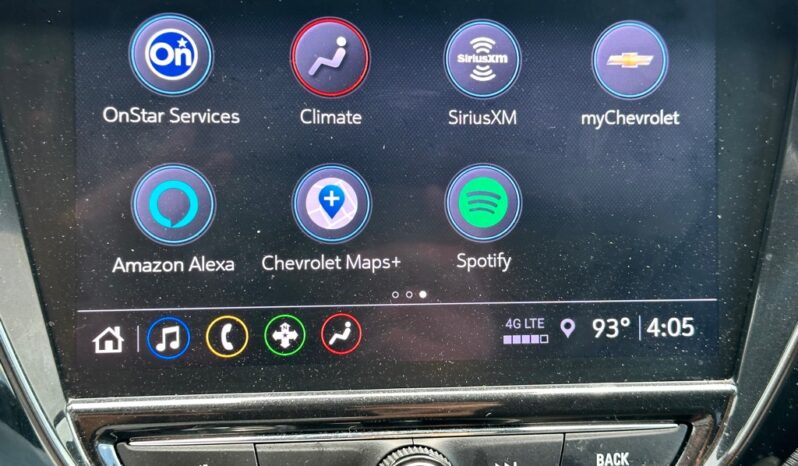 On
SiriusXM
OnStar Services
Climate
SiriusXM
myChevrolet
Amazon Alexa
Chevrolet Maps+
Spotify
4G LTE
93°
4:05
BACK